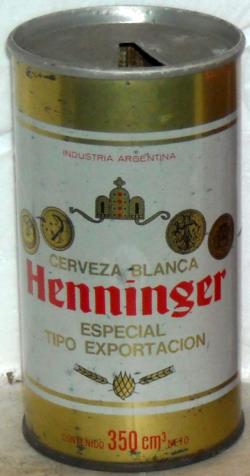 INDUSTRIA ARGENTINA
CERVEZA BLANCA
Henninger
ESPECIAL
TIPO EXPORTACION
CONTENIDO 350 cm³ NETO